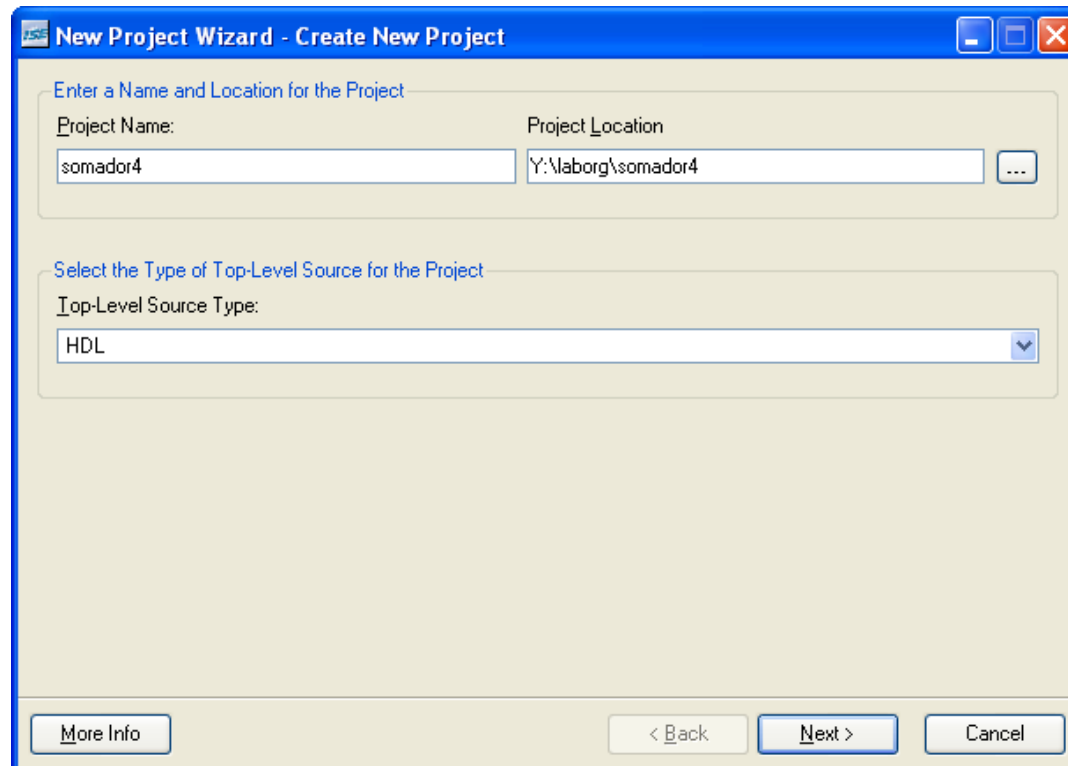 ISE New Project Wizard - Create New Project
Enter a Name and Location for the Project
Project Name: Project Location
somador4 Y:\laborg\somador4 ...
Select the Type of Top-Level Source for the Project
Top-Level Source Type:
HDL
More Info < Back Next > Cancel